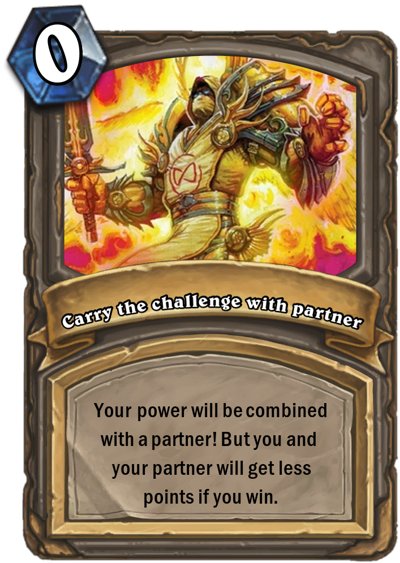 0
Carry the challenge with partner
Your power will be combined
with a partner! But you and
your partner will get less
points if you win.